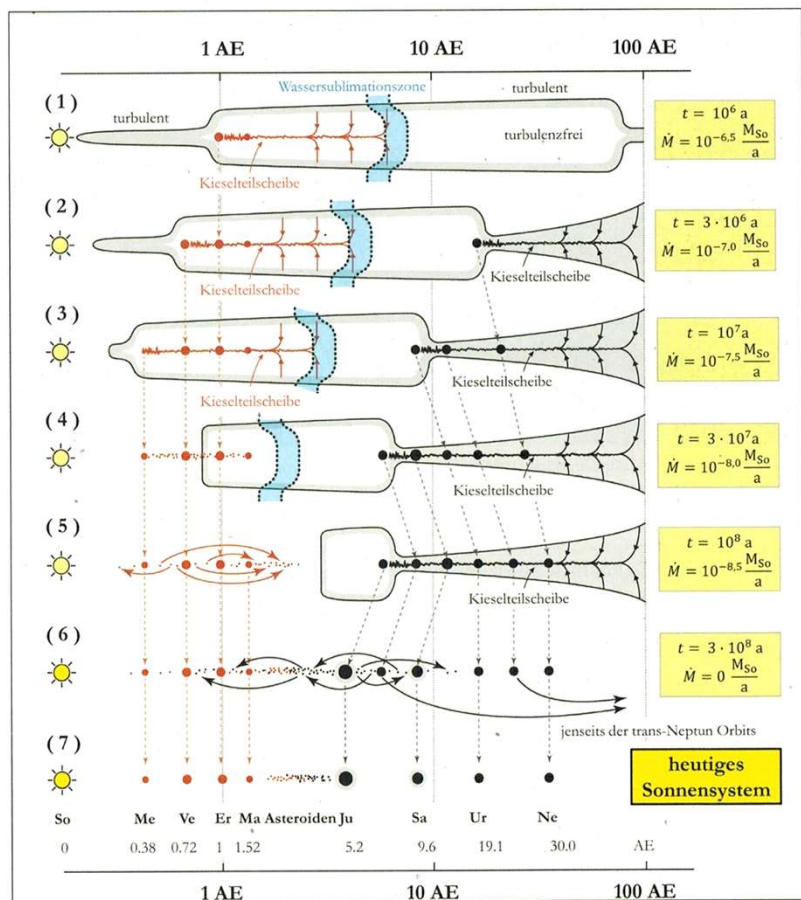 1 AE 10 AE 100 AE
Wassersublimationszone turbulent
(1) turbulent turbulenzfrei
Kieselteilscheibe
t = 10⁶ a
Ṁ = 10⁻⁶·⁵ M_So/a
(2)
Kieselteilscheibe Kieselteilscheibe
t = 3 · 10⁶ a
Ṁ = 10⁻⁷·⁰ M_So/a
(3)
Kieselteilscheibe Kieselteilscheibe
t = 10⁷ a
Ṁ = 10⁻⁷·⁵ M_So/a
(4)
Kieselteilscheibe
t = 3 · 10⁷ a
Ṁ = 10⁻⁸·⁰ M_So/a
(5)
Kieselteilscheibe
t = 10⁸ a
Ṁ = 10⁻⁸·⁵ M_So/a
(6)
t = 3 · 10⁸ a
Ṁ = 0 M_So/a
jenseits der trans-Neptun Orbits
(7)
heutiges
Sonnensystem
So Me Ve Er Ma Asteroiden Ju Sa Ur Ne
0 0.38 0.72 1 1.52 5.2 9.6 19.1 30.0 AE
1 AE 10 AE 100 AE